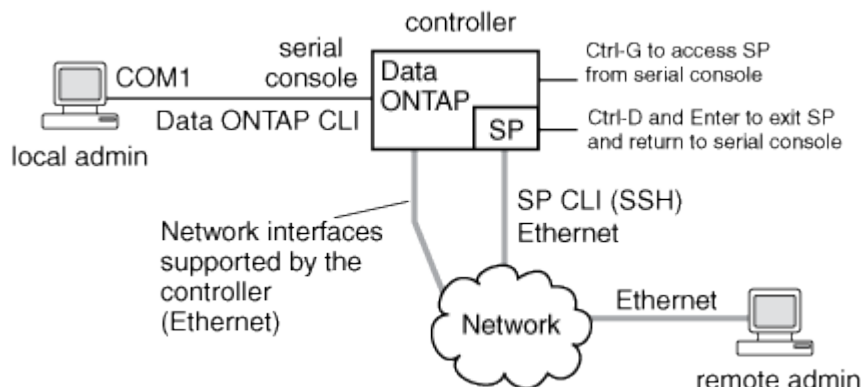 controller
serial
console
COM1
Data ONTAP CLI
local admin
Data
ONTAP
SP
Ctrl-G to access SP
from serial console
Ctrl-D and Enter to exit SP
and return to serial console
SP CLI (SSH)
Ethernet
Network interfaces
supported by the
controller
(Ethernet)
Network
Ethernet
remote admin